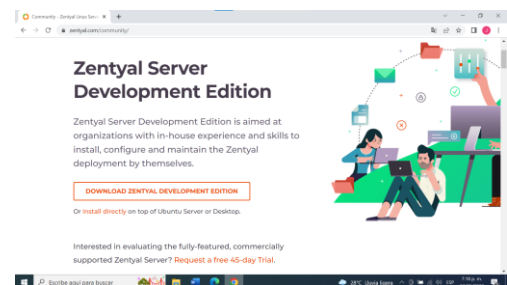 Community - Zentyal Linux Serv
zentyal.com/community/
Zentyal Server
Development Edition
Zentyal Server Development Edition is aimed at
organizations with in-house experience and skills to
install, configure and maintain the Zentyal
deployment by themselves.
DOWNLOAD ZENTYAL DEVELOPMENT EDITION
Or install directly on top of Ubuntu Server or Desktop.
Interested in evaluating the fully-featured, commercially
supported Zentyal Server? Request a free 45-day Trial.
Escribe aquí para buscar
28°C Lluvia ligera
ESP